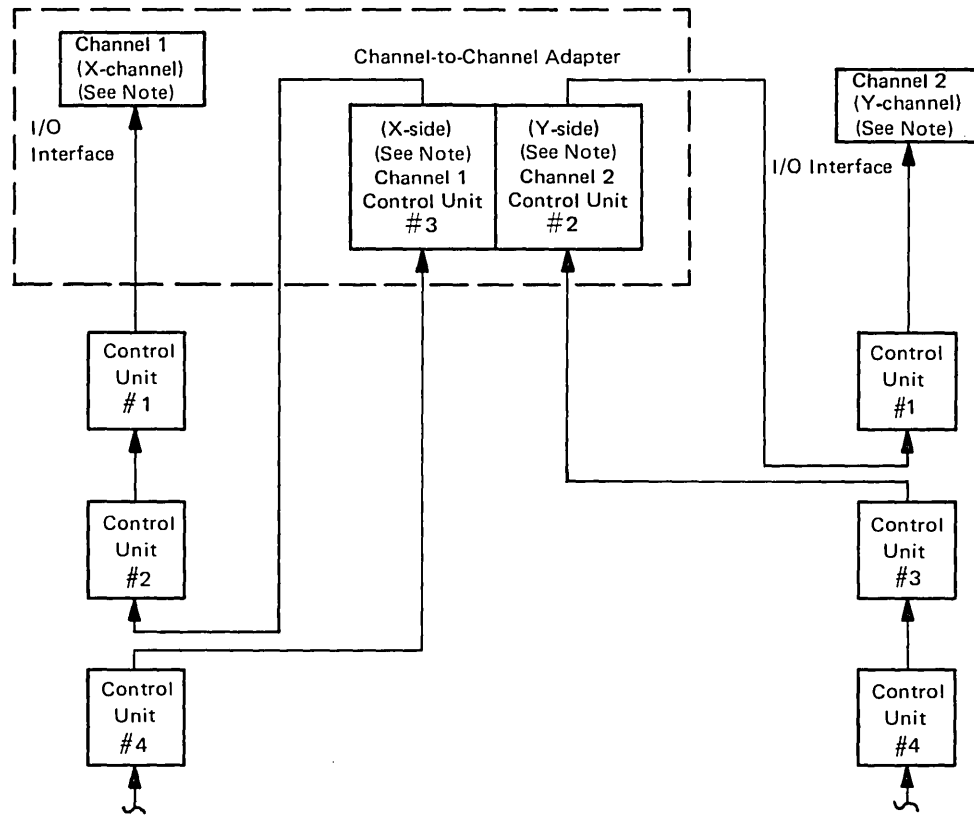 Channel 1
(X-channel)
(See Note)
I/O
Interface
Channel-to-Channel Adapter
(X-side)
(See Note)
Channel 1
Control Unit
#3
(Y-side)
(See Note)
Channel 2
Control Unit
#2
Channel 2
(Y-channel)
(See Note)
I/O Interface
Control
Unit
#1
Control
Unit
#2
Control
Unit
#4
Control
Unit
#1
Control
Unit
#3
Control
Unit
#4